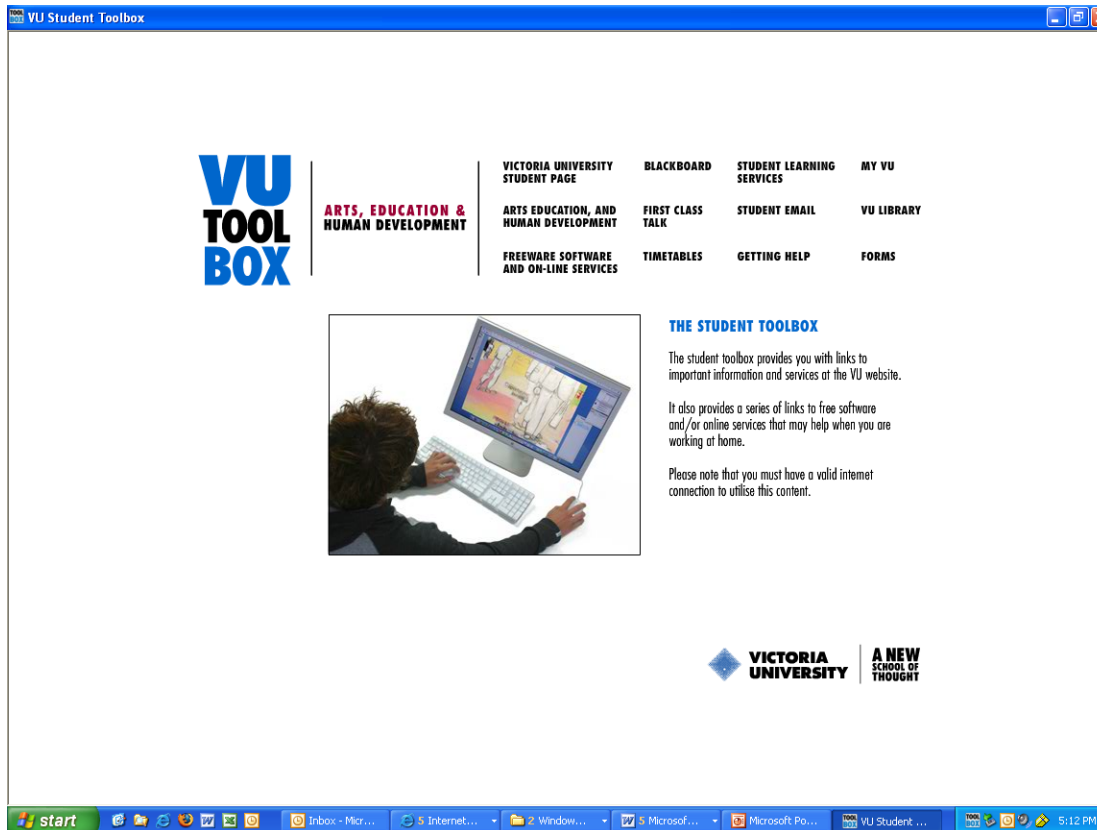 VU Student Toolbox
VU
TOOL
BOX
ARTS, EDUCATION &
HUMAN DEVELOPMENT
VICTORIA UNIVERSITY
STUDENT PAGE
BLACKBOARD
STUDENT LEARNING
SERVICES
MY VU
ARTS EDUCATION, AND
HUMAN DEVELOPMENT
FIRST CLASS
TALK
STUDENT EMAIL
VU LIBRARY
FREEWARE SOFTWARE
AND ON-LINE SERVICES
TIMETABLES
GETTING HELP
FORMS
THE STUDENT TOOLBOX
The student toolbox provides you with links to
important information and services at the VU website.
It also provides a series of links to free software
and/or online services that may help when you are
working at home.
Please note that you must have a valid internet
connection to utilise this content.
VICTORIA
UNIVERSITY
A NEW
SCHOOL OF
THOUGHT
start
Inbox - Micr...
5 Internet...
2 Window...
5 Microsof...
Microsoft Po...
VU Student ...
5:12 PM